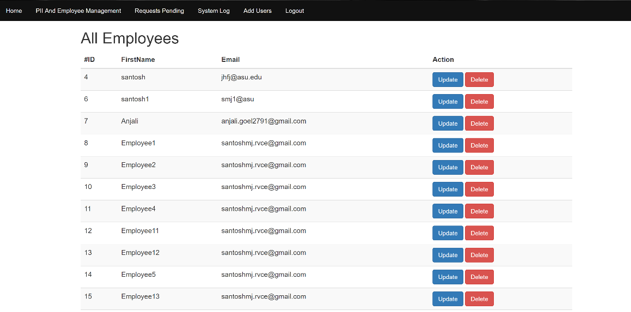 Home PII And Employee Management Requests Pending System Log Add Users Logout
All Employees
#ID FirstName Email Action
4 santosh jhfj@asu.edu Update Delete
6 santosh1 smj1@asu Update Delete
7 Anjali anjali.goel2791@gmail.com Update Delete
8 Employee1 santoshmj.rvce@gmail.com Update Delete
9 Employee2 santoshmj.rvce@gmail.com Update Delete
10 Employee3 santoshmj.rvce@gmail.com Update Delete
11 Employee4 santoshmj.rvce@gmail.com Update Delete
12 Employee11 santoshmj.rvce@gmail.com Update Delete
13 Employee12 santoshmj.rvce@gmail.com Update Delete
14 Employee5 santoshmj.rvce@gmail.com Update Delete
15 Employee13 santoshmj.rvce@gmail.com Update Delete